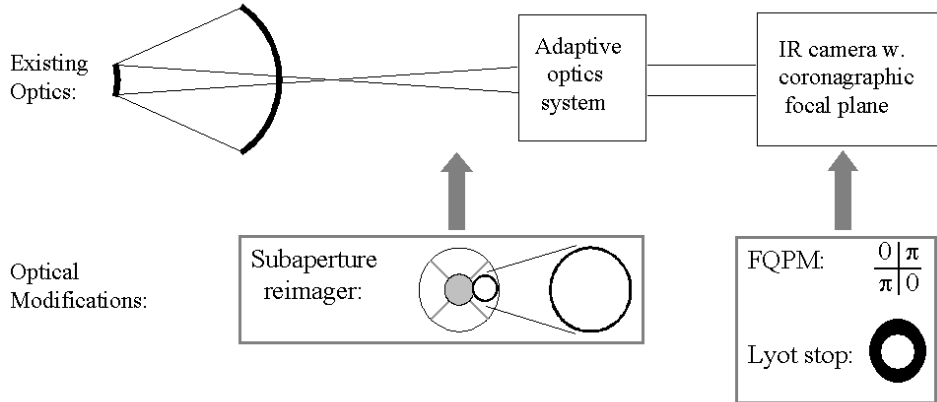 Existing
Optics:
Adaptive
optics
system
IR camera w.
coronagraphic
focal plane
Optical
Modifications:
Subaperture
reimager:
FQPM:
0 π
π 0
Lyot stop: